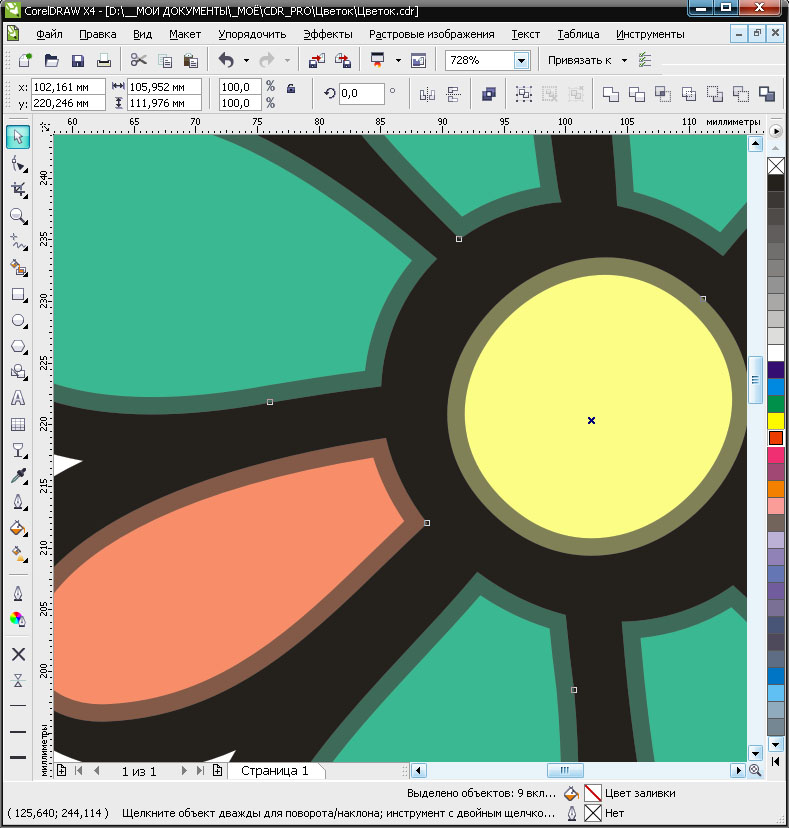 CorelDRAW X4 - [D:\__МОИ ДОКУМЕНТЫ\_МОЁ\CDR_PRO\Цветок\Цветок.cdr]
Файл Правка Вид Макет Упорядочить Эффекты Растровые изображения Текст Таблица Инструменты
728% Привязать к
x: 102,161 мм 105,952 мм 100,0 % 0,0 °
y: 220,246 мм 111,976 мм 100,0 %
60 65 70 75 80 85 90 95 100 105 110 миллиметры
240
235
230
225
220
215
210
205
200
миллиметры
1 из 1 Страница 1
Выделено объектов: 9 вкл... Цвет заливки
( 125,640; 244,114 ) Щелкните объект дважды для поворота/наклона; инструмент с двойным щелчко... Нет